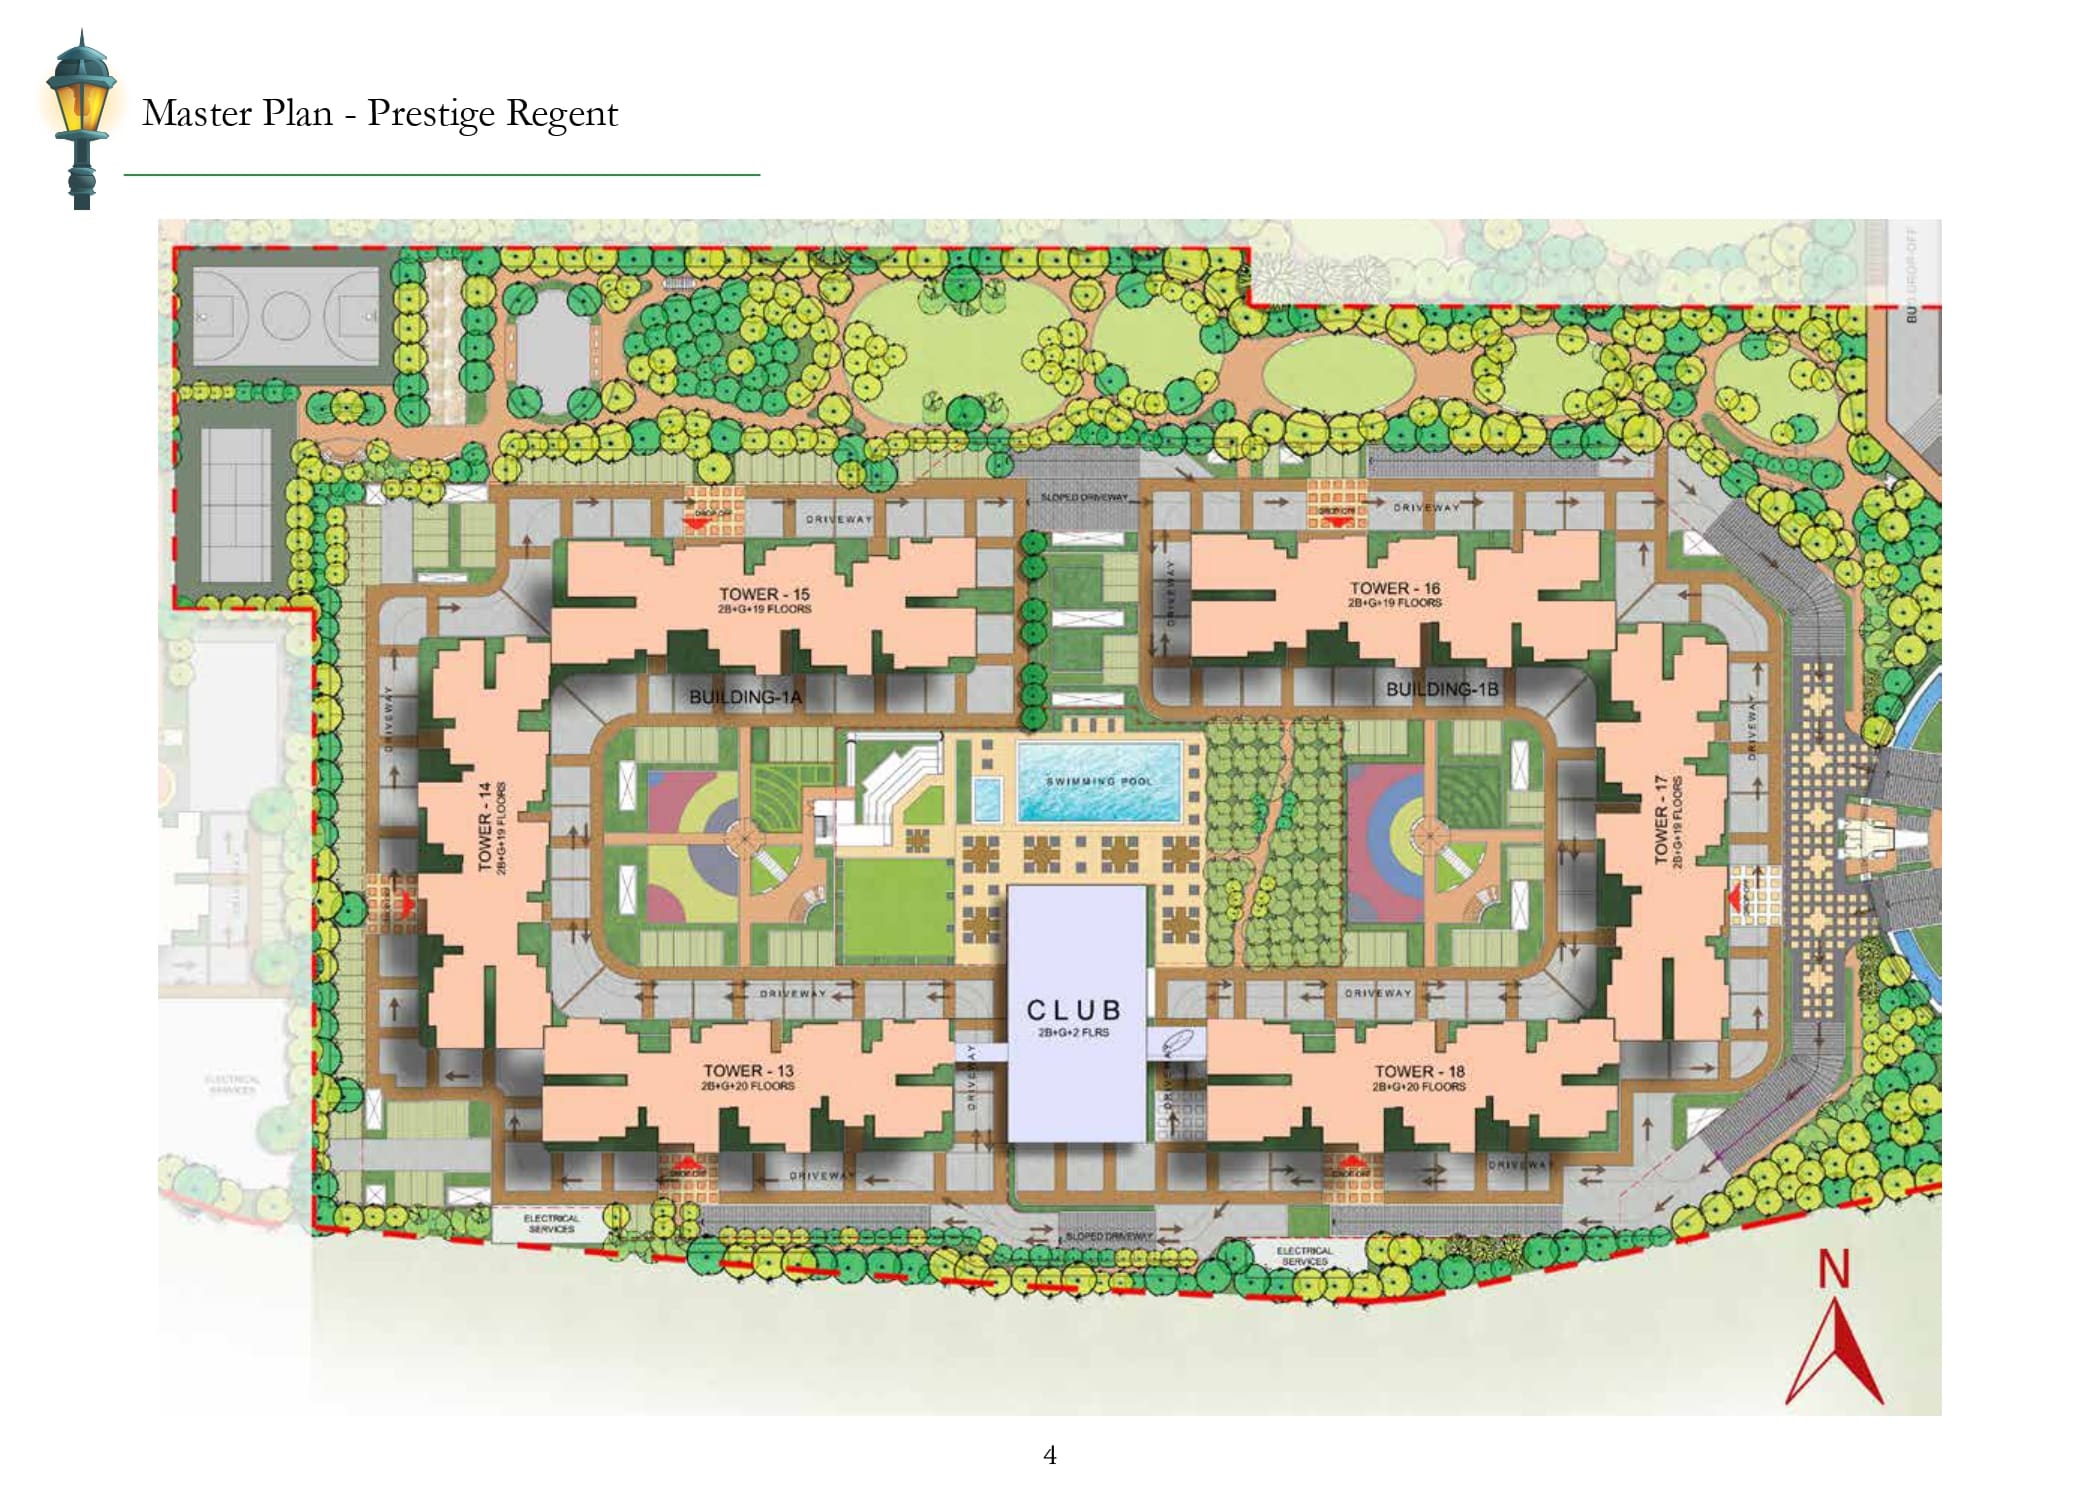 Master Plan - Prestige Regent
BUS DROP-OFF
SLOPED DRIVEWAY
DROP OFF
DRIVEWAY
DROP OFF
DRIVEWAY
TOWER - 15
2B+G+19 FLOORS
TOWER - 16
2B+G+19 FLOORS
DRIVEWAY
DRIVEWAY
BUILDING-1A
BUILDING-1B
DRIVEWAY
SWIMMING POOL
TOWER - 14
2B+G+19 FLOORS
TOWER - 17
2B+G+19 FLOORS
DRIVEWAY
DRIVEWAY
CLUB
2B+G+2 FLRS
DRIVEWAY
DRIVEWAY
TOWER - 13
2B+G+20 FLOORS
TOWER - 18
2B+G+20 FLOORS
ELECTRICAL
SERVICES
DROP OFF
DRIVEWAY
DROP OFF
DRIVEWAY
ELECTRICAL
SERVICES
SLOPED DRIVEWAY
ELECTRICAL
SERVICES
N
4